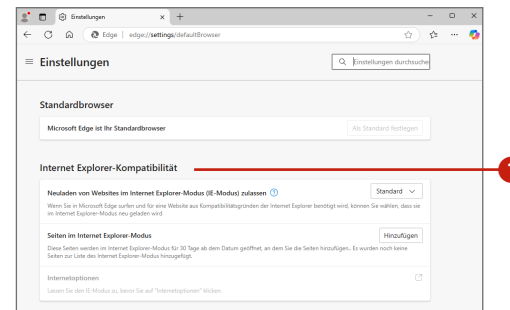 Einstellungen
Edge edge://settings/defaultBrowser
Einstellungen
Einstellungen durchsuche
Standardbrowser
Microsoft Edge ist Ihr Standardbrowser
Als Standard festlegen
Internet Explorer-Kompatibilität
1
Neuladen von Websites im Internet Explorer-Modus (IE-Modus) zulassen
Standard
Wenn Sie in Microsoft Edge surfen und für eine Website aus Kompatibilitätsgründen der Internet Explorer benötigt wird, können Sie wählen, dass sie
im Internet Explorer-Modus neu geladen wird
Seiten im Internet Explorer-Modus
Hinzufügen
Diese Seiten werden im Internet Explorer-Modus für 30 Tage ab dem Datum geöffnet, an dem Sie die Seiten hinzufügen.. Es wurden noch keine
Seiten zur Liste des Internet Explorer-Modus hinzugefügt.
Internetoptionen
Lassen Sie den IE-Modus zu, bevor Sie auf "Internetoptionen" klicken.